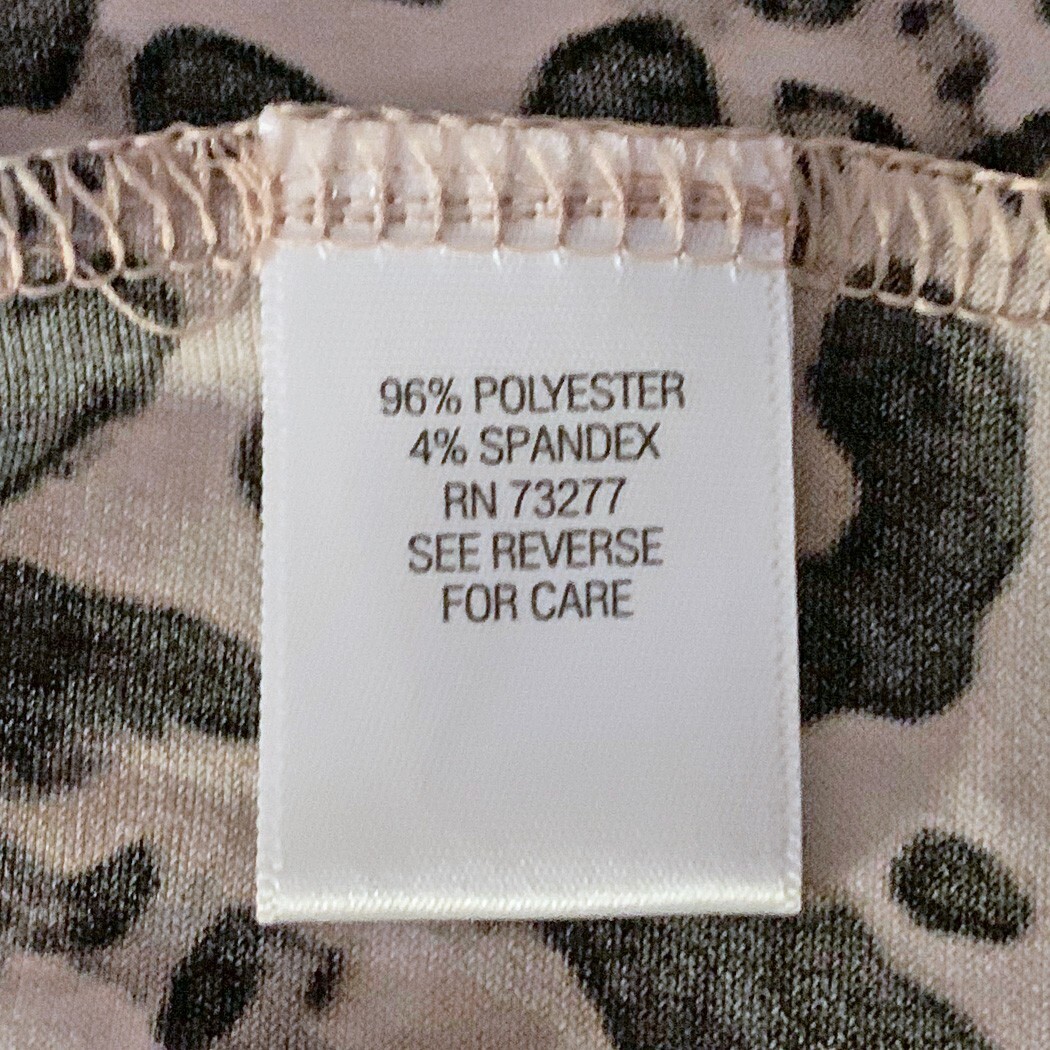 96% POLYESTER
4% SPANDEX
RN 73277
SEE REVERSE
FOR CARE